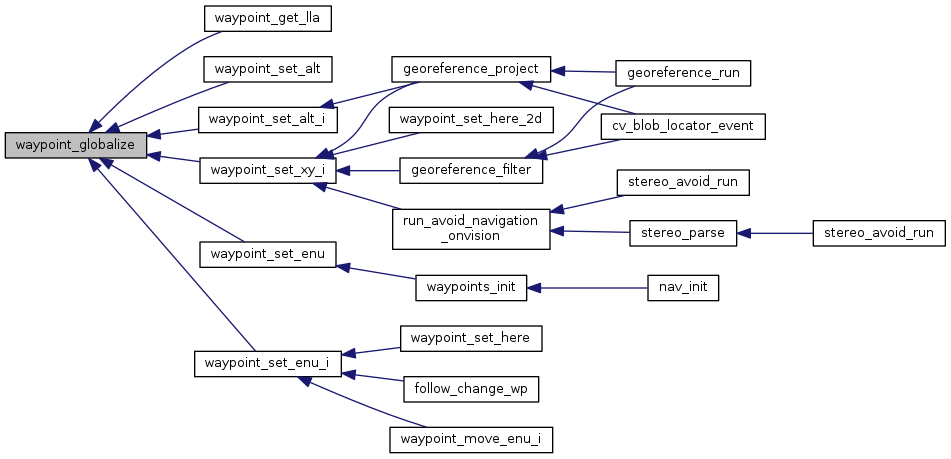 waypoint_get_lla
waypoint_set_alt
georeference_project
georeference_run
waypoint_set_alt_i
waypoint_set_here_2d
cv_blob_locator_event
waypoint_globalize
waypoint_set_xy_i
georeference_filter
stereo_avoid_run
run_avoid_navigation
_onvision
stereo_parse
stereo_avoid_run
waypoint_set_enu
waypoints_init
nav_init
waypoint_set_here
waypoint_set_enu_i
follow_change_wp
waypoint_move_enu_i